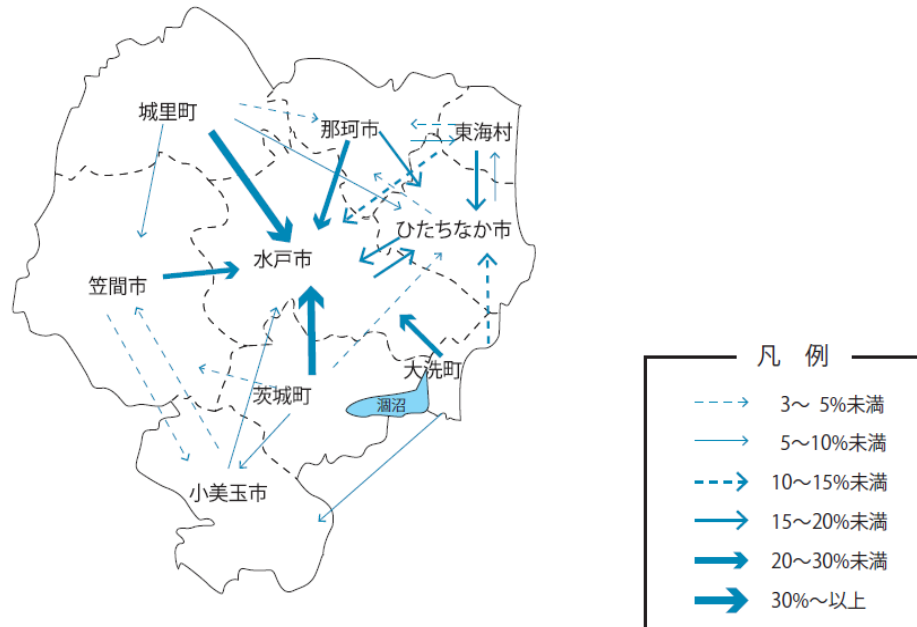 城里町
那珂市
東海村
ひたちなか市
水戸市
笠間市
大洗町
茨城町
涸沼
小美玉市
凡 例
3〜 5%未満
5〜10%未満
10〜15%未満
15〜20%未満
20〜30%未満
30%〜以上